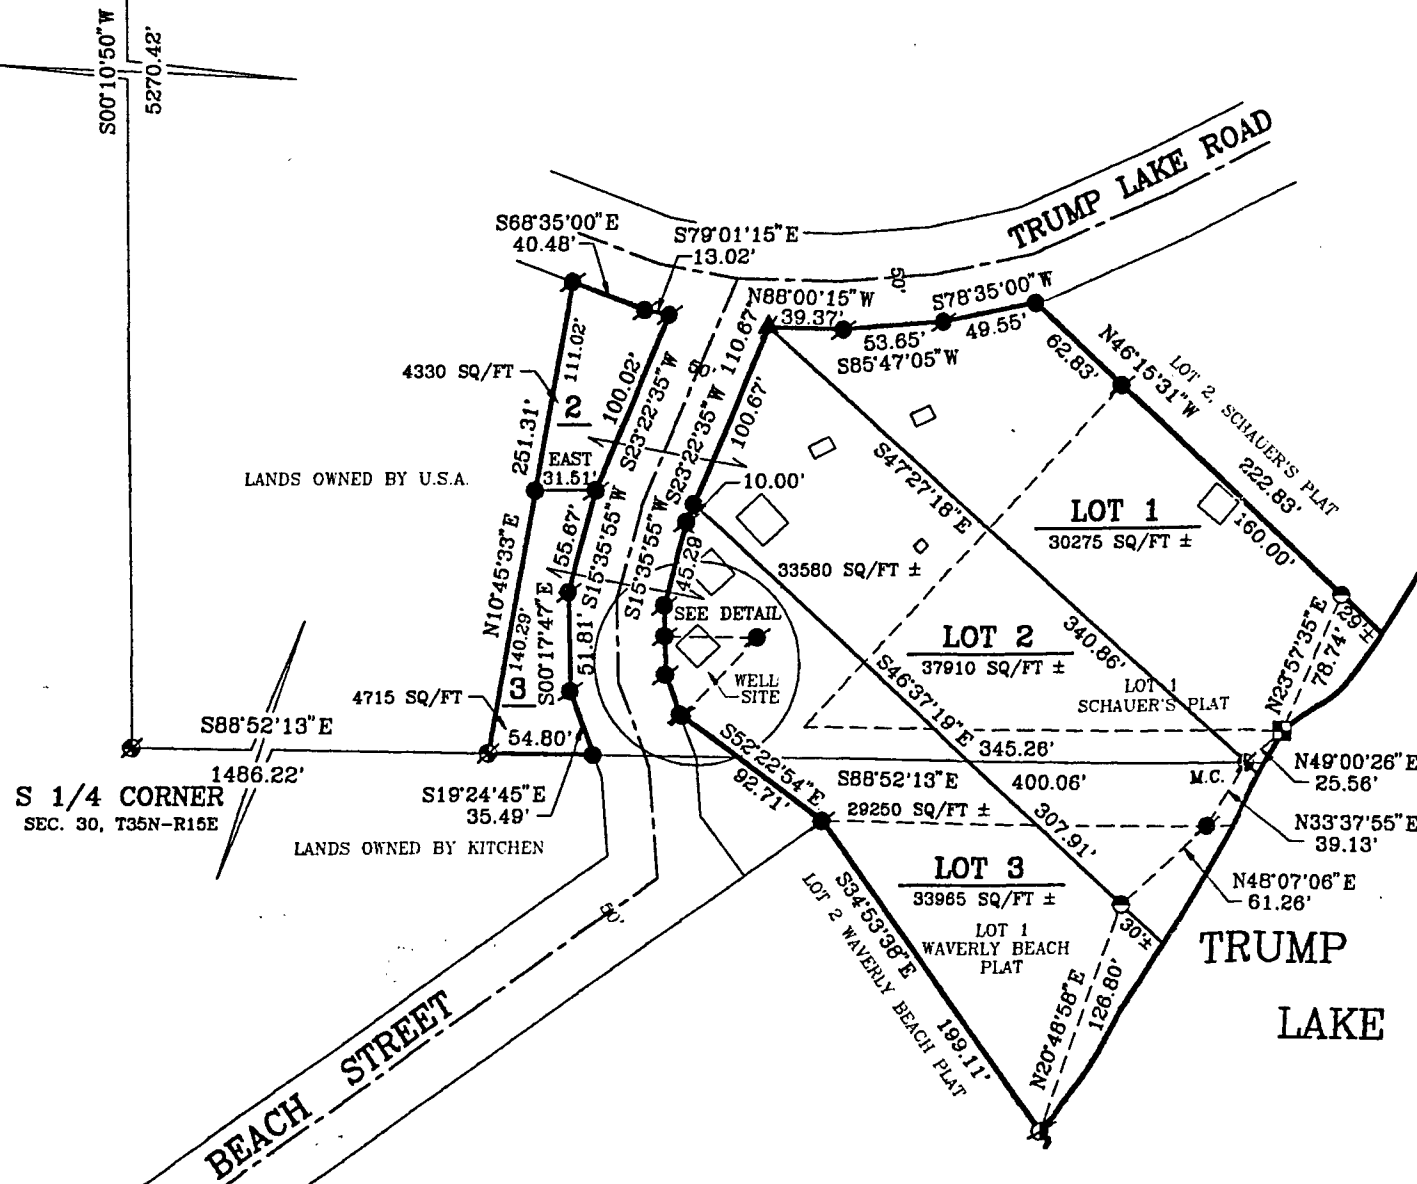 S00°10'50"W
5270.42'
TRUMP LAKE ROAD
S68°35'00"E
40.48'
S79°01'15"E
13.02'
50'
N88°00'15"W
39.37'
S78°35'00"W
49.55'
53.65'
S85°47'05"W
62.83'
N46°15'31"W
LOT 2, SCHAUER'S PLAT
222.83'
160.00'
4330 SQ/FT
111.02'
251.31'
2
100.02'
S23°22'35"W
50'
S23°22'35"W 110.67'
100.67'
10.00'
S47°27'18"E
340.86'
LANDS OWNED BY U.S.A.
EAST
31.51'
LOT 1
30275 SQ/FT ±
33580 SQ/FT ±
N10°45'33"E
140.29'
55.67'
S15°35'55"W
S15°35'55"W
45.29'
S00°17'47"E
51.81'
SEE DETAIL
WELL
SITE
LOT 2
37910 SQ/FT ±
LOT 1
SCHAUER'S PLAT
N23°57'35"E
78.74'
29'±
4715 SQ/FT
3
54.80'
S88°52'13"E
1486.22'
S 1/4 CORNER
SEC. 30, T35N-R15E
S19°24'45"E
35.49'
LANDS OWNED BY KITCHEN
S46°37'19"E
307.91'
345.26'
S52°22'54"E
92.71'
S88°52'13"E
400.06'
29250 SQ/FT ±
M.C.
N49°00'26"E
25.56'
N33°37'55"E
39.13'
N48°07'06"E
61.26'
LOT 3
33965 SQ/FT ±
LOT 1
WAVERLY BEACH
PLAT
S34°53'38"E
199.11'
LOT 2 WAVERLY BEACH PLAT
30'±
N20°48'58"E
126.80'
TRUMP
LAKE
50'
BEACH STREET